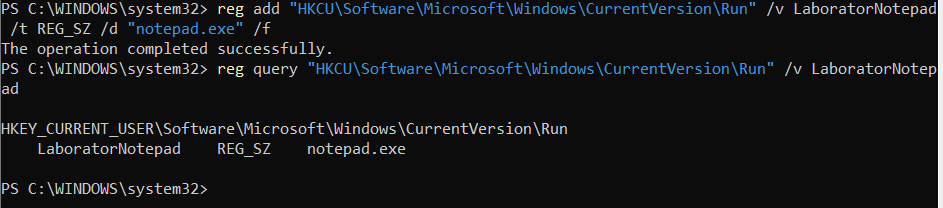 PS C:\WINDOWS\system32> reg add "HKCU\Software\Microsoft\Windows\CurrentVersion\Run" /v LaboratorNotepad
/t REG_SZ /d "notepad.exe" /f
The operation completed successfully.
PS C:\WINDOWS\system32> reg query "HKCU\Software\Microsoft\Windows\CurrentVersion\Run" /v LaboratorNotep
ad
HKEY_CURRENT_USER\Software\Microsoft\Windows\CurrentVersion\Run
LaboratorNotepad    REG_SZ    notepad.exe
PS C:\WINDOWS\system32>